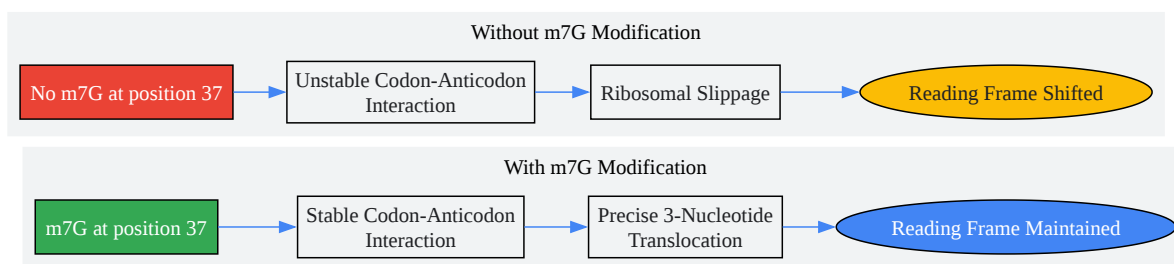 Without m7G Modification
No m7G at position 37
Unstable Codon-Anticodon
Interaction
Ribosomal Slippage
Reading Frame Shifted
With m7G Modification
m7G at position 37
Stable Codon-Anticodon
Interaction
Precise 3-Nucleotide
Translocation
Reading Frame Maintained